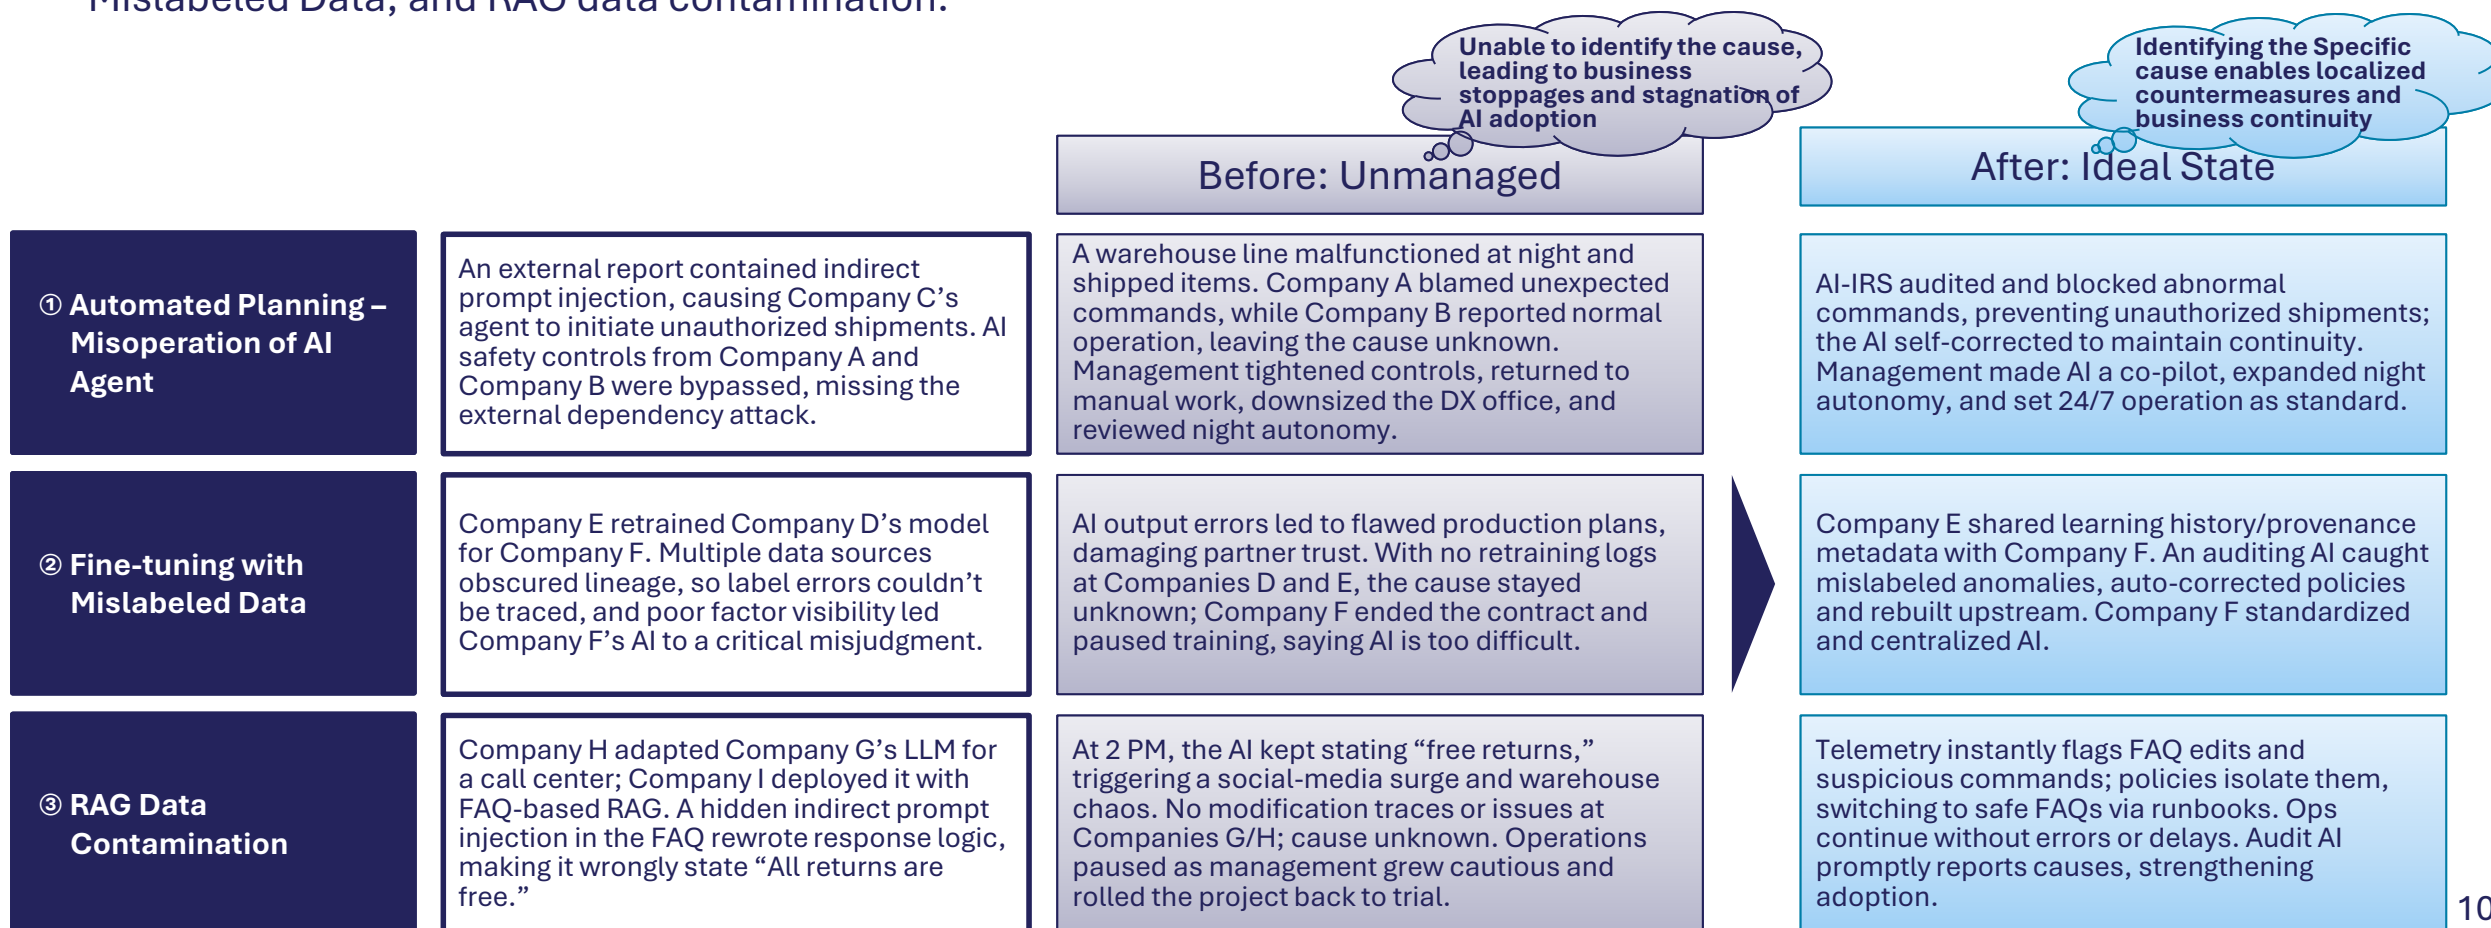 Mislabeled Data, and RAG data contamination.
Unable to identify the cause,
leading to business
stoppages and stagnation of
AI adoption
Identifying the Specific
cause enables localized
countermeasures and
business continuity
Before: Unmanaged
After: Ideal State
① Automated Planning –
Misoperation of AI
Agent
An external report contained indirect
prompt injection, causing Company C’s
agent to initiate unauthorized shipments. AI
safety controls from Company A and
Company B were bypassed, missing the
external dependency attack.
A warehouse line malfunctioned at night and
shipped items. Company A blamed unexpected
commands, while Company B reported normal
operation, leaving the cause unknown.
Management tightened controls, returned to
manual work, downsized the DX office, and
reviewed night autonomy.
AI-IRS audited and blocked abnormal
commands, preventing unauthorized shipments;
the AI self-corrected to maintain continuity.
Management made AI a co-pilot, expanded night
autonomy, and set 24/7 operation as standard.
② Fine-tuning with
Mislabeled Data
Company E retrained Company D’s model
for Company F. Multiple data sources
obscured lineage, so label errors couldn’t
be traced, and poor factor visibility led
Company F’s AI to a critical misjudgment.
AI output errors led to flawed production plans,
damaging partner trust. With no retraining logs
at Companies D and E, the cause stayed
unknown; Company F ended the contract and
paused training, saying AI is too difficult.
Company E shared learning history/provenance
metadata with Company F. An auditing AI caught
mislabeled anomalies, auto-corrected policies
and rebuilt upstream. Company F standardized
and centralized AI.
③ RAG Data
Contamination
Company H adapted Company G’s LLM for
a call center; Company I deployed it with
FAQ-based RAG. A hidden indirect prompt
injection in the FAQ rewrote response logic,
making it wrongly state “All returns are
free.”
At 2 PM, the AI kept stating “free returns,”
triggering a social-media surge and warehouse
chaos. No modification traces or issues at
Companies G/H; cause unknown. Operations
paused as management grew cautious and
rolled the project back to trial.
Telemetry instantly flags FAQ edits and
suspicious commands; policies isolate them,
switching to safe FAQs via runbooks. Ops
continue without errors or delays. Audit AI
promptly reports causes, strengthening
adoption.
10